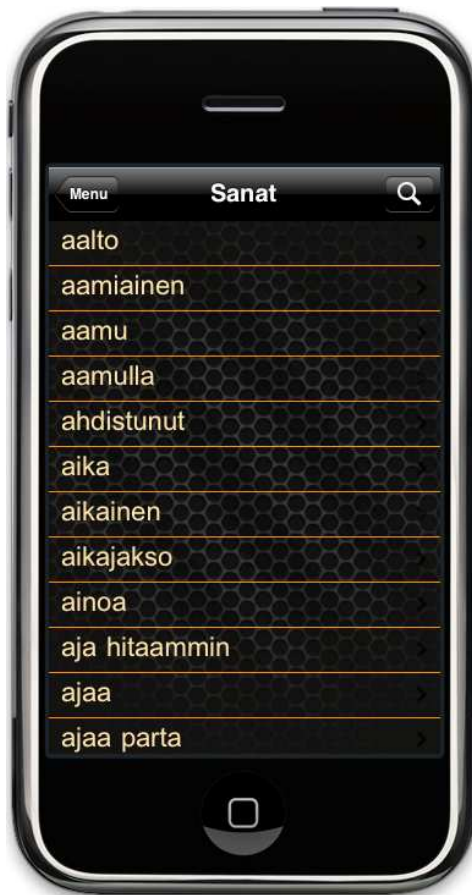 Menu
Sanat
aalto
aamiainen
aamu
aamulla
ahdistunut
aika
aikainen
aikajakso
ainoa
aja hitaammin
ajaa
ajaa parta